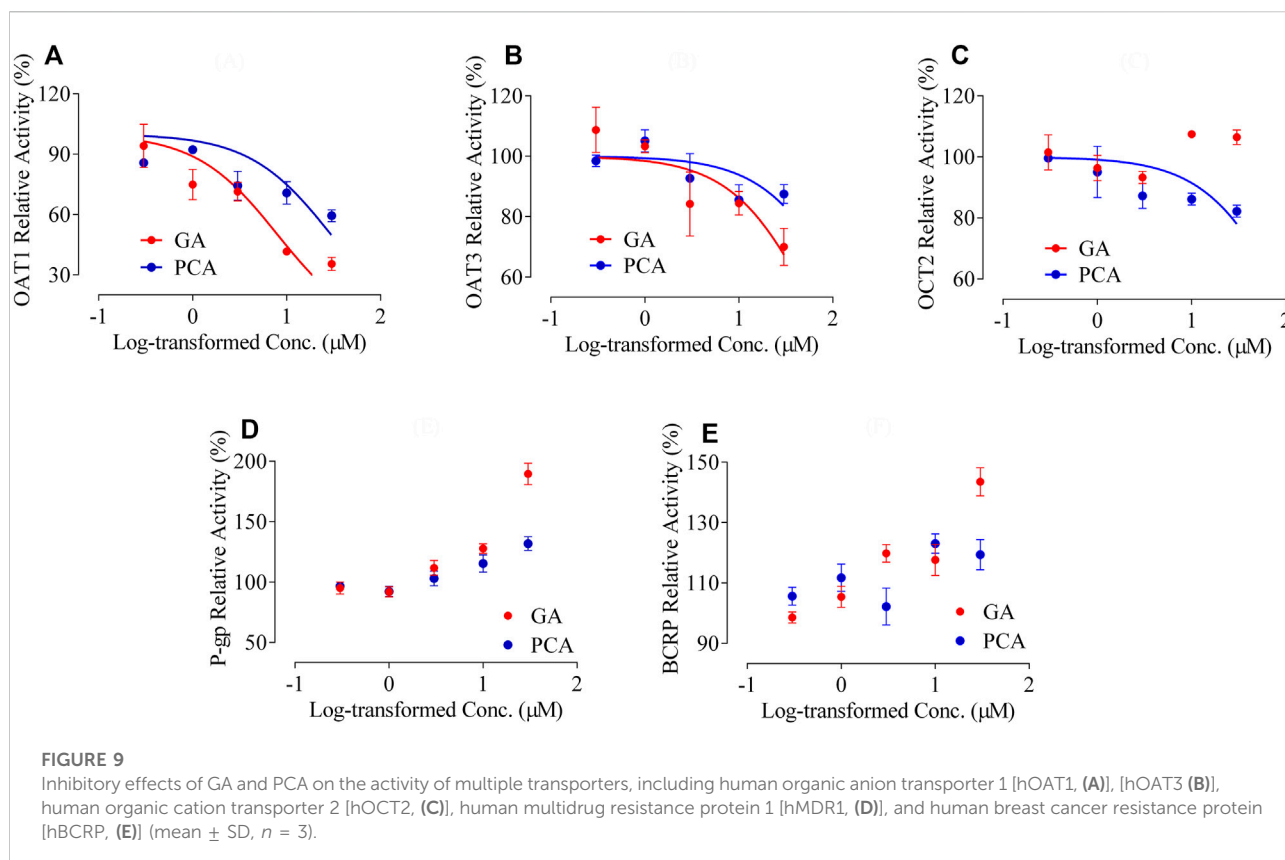 A
(A)
OAT1 Relative Activity (%)
120
90
60
30
GA
PCA
-1
0
1
2
Log-transformed Conc. (μM)
B
(B)
OAT3 Relative Activity (%)
120
100
80
60
GA
PCA
-1
0
1
2
Log-transformed Conc. (μM)
C
(C)
OCT2 Relative Activity (%)
120
100
80
60
GA
PCA
-1
0
1
2
Log-transformed Conc. (μM)
D
(E)
P-gp Relative Activity (%)
200
150
100
50
GA
PCA
-1
0
1
2
Log-transformed Conc. (μM)
E
(F)
BCRP Relative Activity (%)
150
130
110
90
GA
PCA
-1
0
1
2
Log-transformed Conc. (μM)
FIGURE 9
Inhibitory effects of GA and PCA on the activity of multiple transporters, including human organic anion transporter 1 [hOAT1, (A)], [hOAT3 (B)],
human organic cation transporter 2 [hOCT2, (C)], human multidrug resistance protein 1 [hMDR1, (D)], and human breast cancer resistance protein
[hBCRP, (E)] (mean ± SD, n = 3).